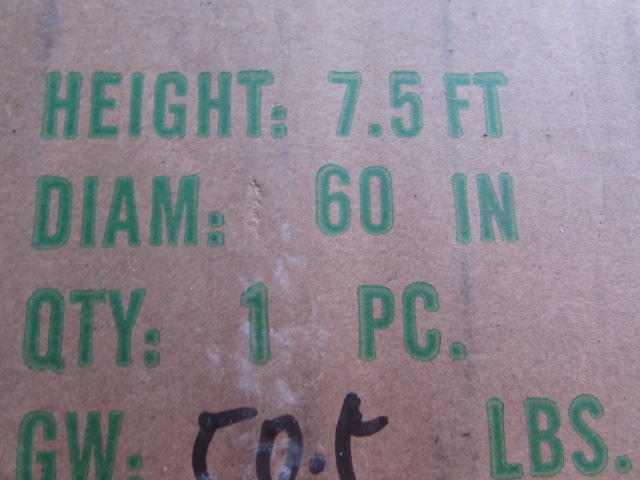 HEIGHT: 7.5 FT
DIAM: 60 IN
QTY: 1 PC.
GW: LBS.